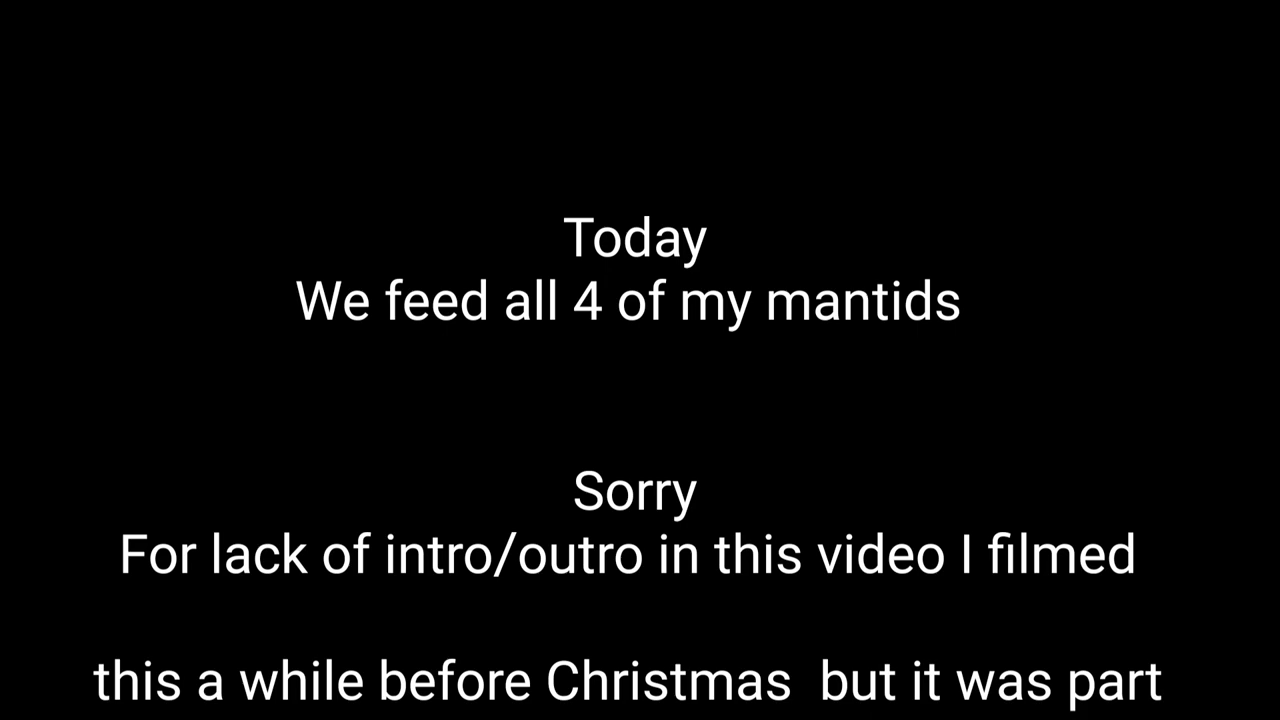 Today
We feed all 4 of my mantids
Sorry
For lack of intro/outro in this video I filmed
this a while before Christmas  but it was part